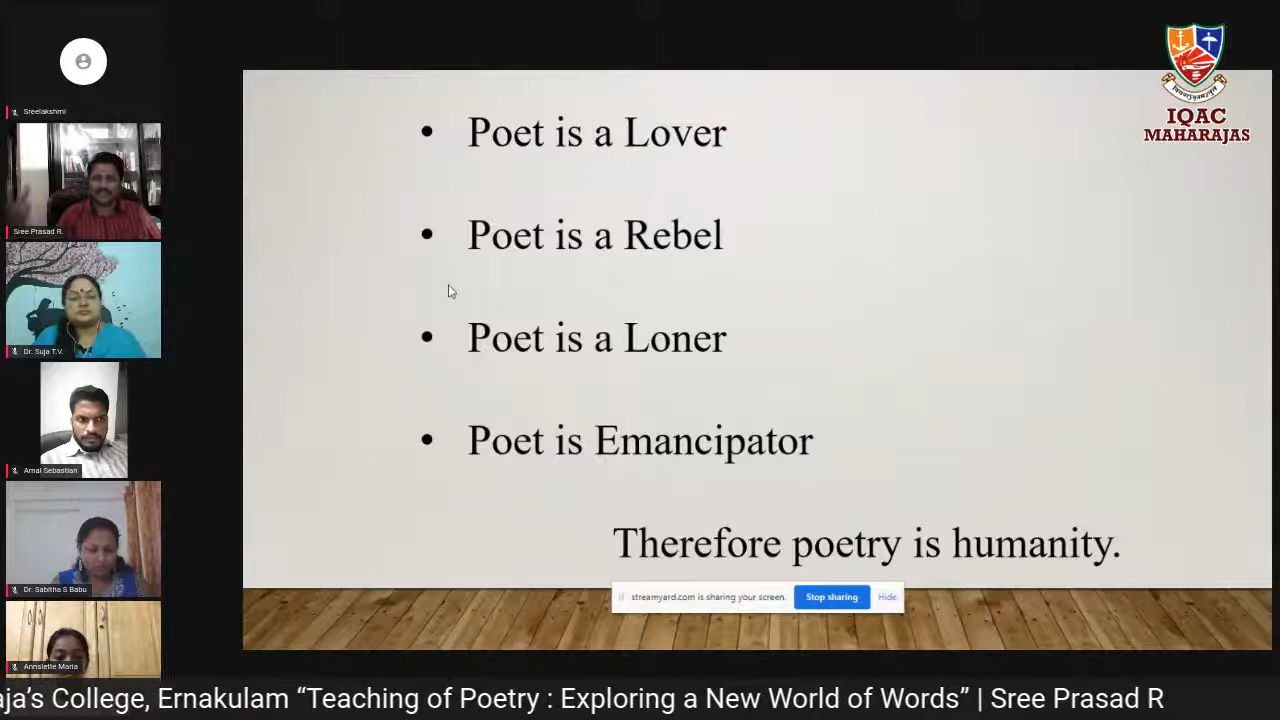 Sreelakshmi
Sree Prasad R.
Dr. Suja T.V.
Amal Sebastian
Dr. Sabitha S Babu
Annsiette Maria
• Poet is a Lover
• Poet is a Rebel
• Poet is a Loner
• Poet is Emancipator
Therefore poetry is humanity.
streamyard.com is sharing your screen. Stop sharing Hide
IQAC
MAHARAJAS
aja’s College, Ernakulam “Teaching of Poetry : Exploring a New World of Words” | Sree Prasad R